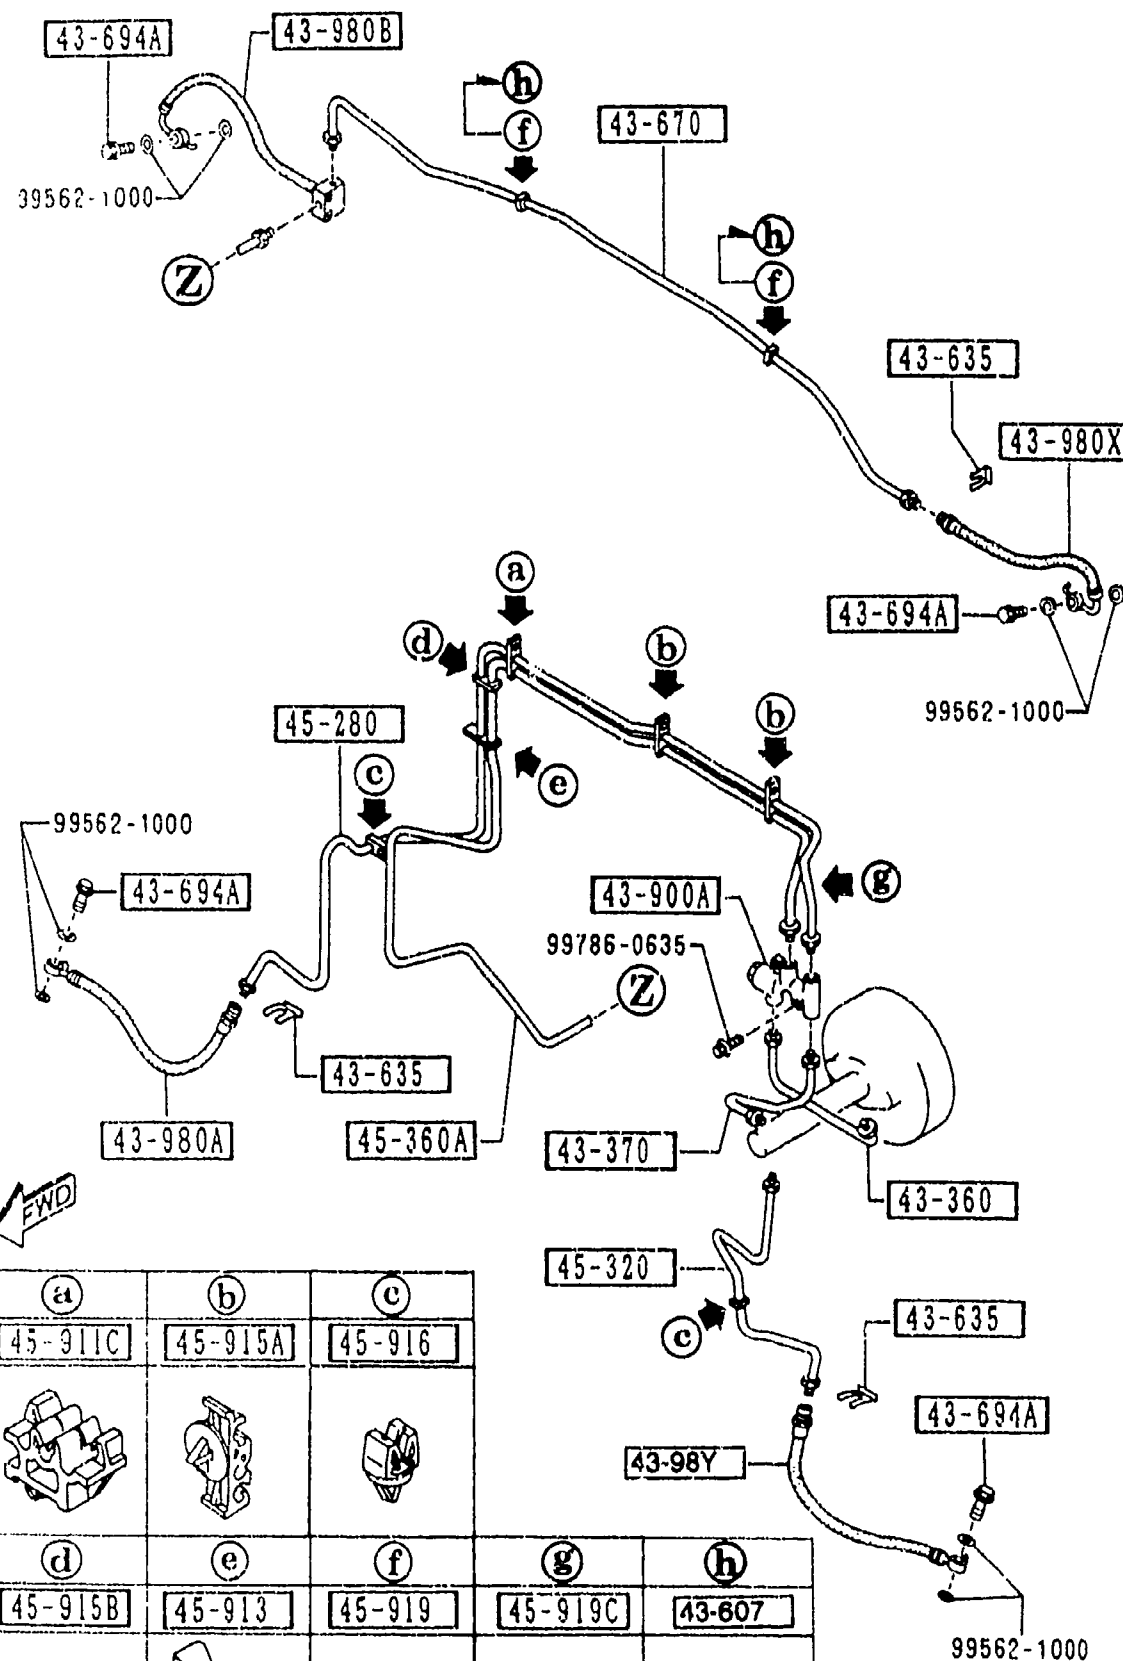 43-694A
43-980B
h
f
43-670
39562-1000
Z
h
f
43-635
43-980X
43-694A
99562-1000
a
d
b
b
45-280
c
e
99562-1000
43-694A
g
43-900A
99786-0635
Z
43-635
43-980A
45-360A
43-370
43-360
FWD
45-320
c
43-635
43-694A
43-98Y
99562-1000
a b c
45-911C 45-915A 45-916
d e f g h
45-915B 45-913 45-919 45-919C 43-607